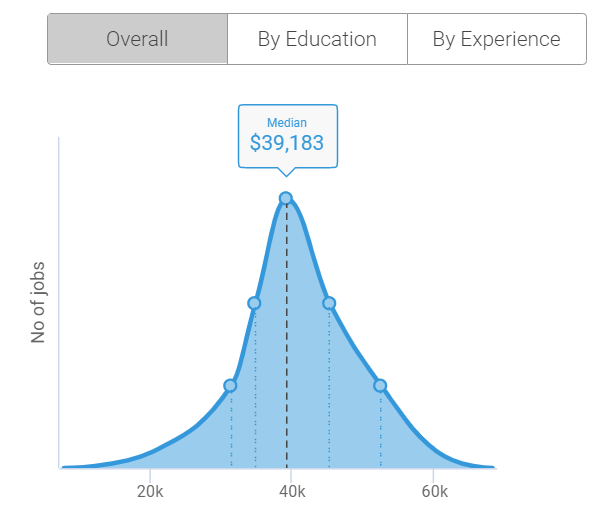 Overall
By Education
By Experience
Median
$39,183
No of jobs
20k
40k
60k